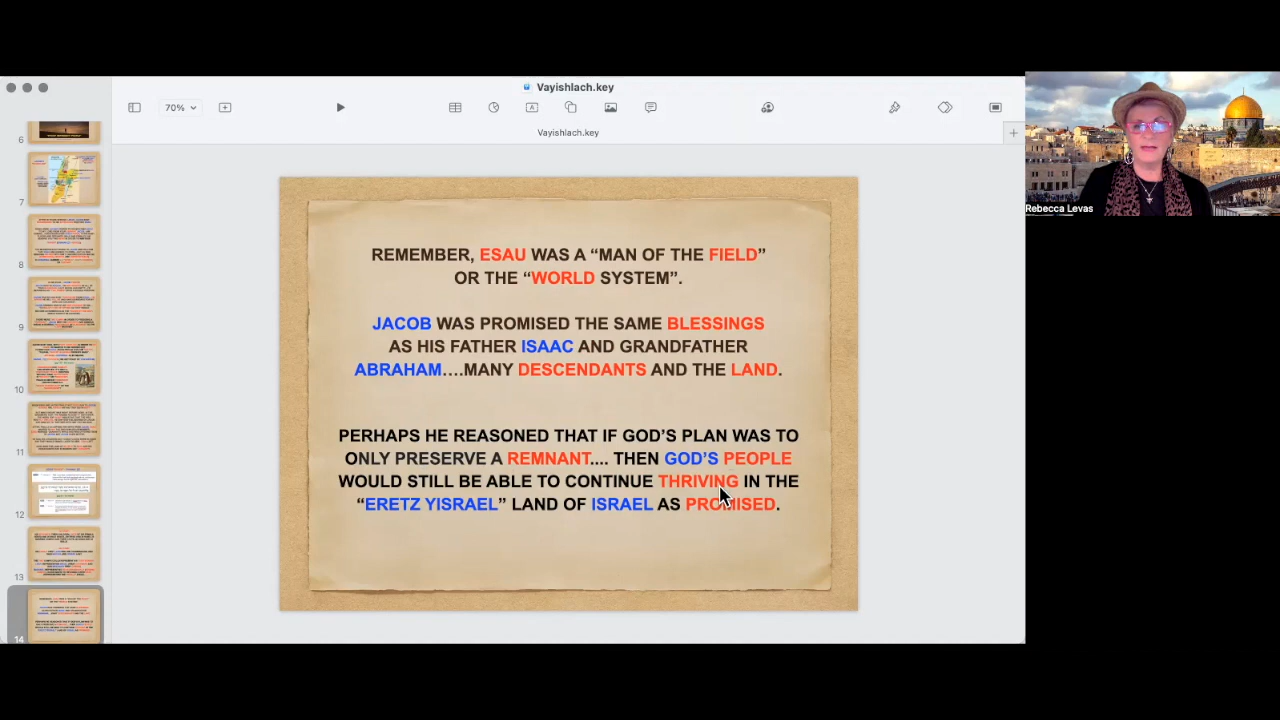 Vayishlach.key
70%
Vayishlach.key
6
7
8
9
10
11
12
13
14
REMEMBER, ESAU WAS A “MAN OF THE FIELD”
OR THE “WORLD SYSTEM”.
JACOB WAS PROMISED THE SAME BLESSINGS
AS HIS FATHER ISAAC AND GRANDFATHER
ABRAHAM….MANY DESCENDANTS AND THE LAND.
PERHAPS HE REASONED THAT IF GOD’S PLAN WAS TO
ONLY PRESERVE A REMNANT.... THEN GOD’S PEOPLE
WOULD STILL BE ABLE TO CONTINUE THRIVING IN THE
“ERETZ YISRAEL” LAND OF ISRAEL AS PROMISED.
Rebecca Levas